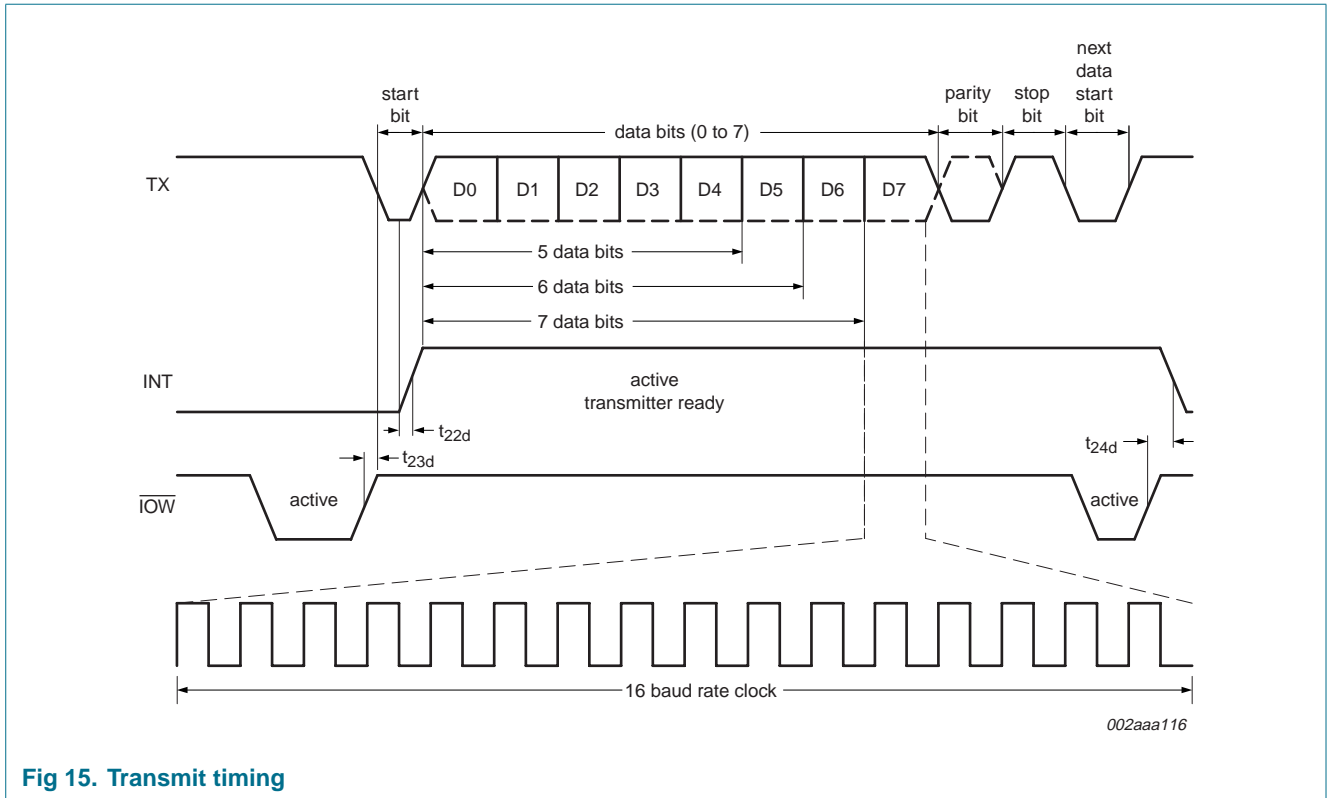 start
bit
data bits (0 to 7)
parity
bit
stop
bit
next
data
start
bit
TX
D0 D1 D2 D3 D4 D5 D6 D7
5 data bits
6 data bits
7 data bits
INT
active
transmitter ready
t22d
t24d
t23d
IOW
active
active
16 baud rate clock
002aaa116
Fig 15. Transmit timing